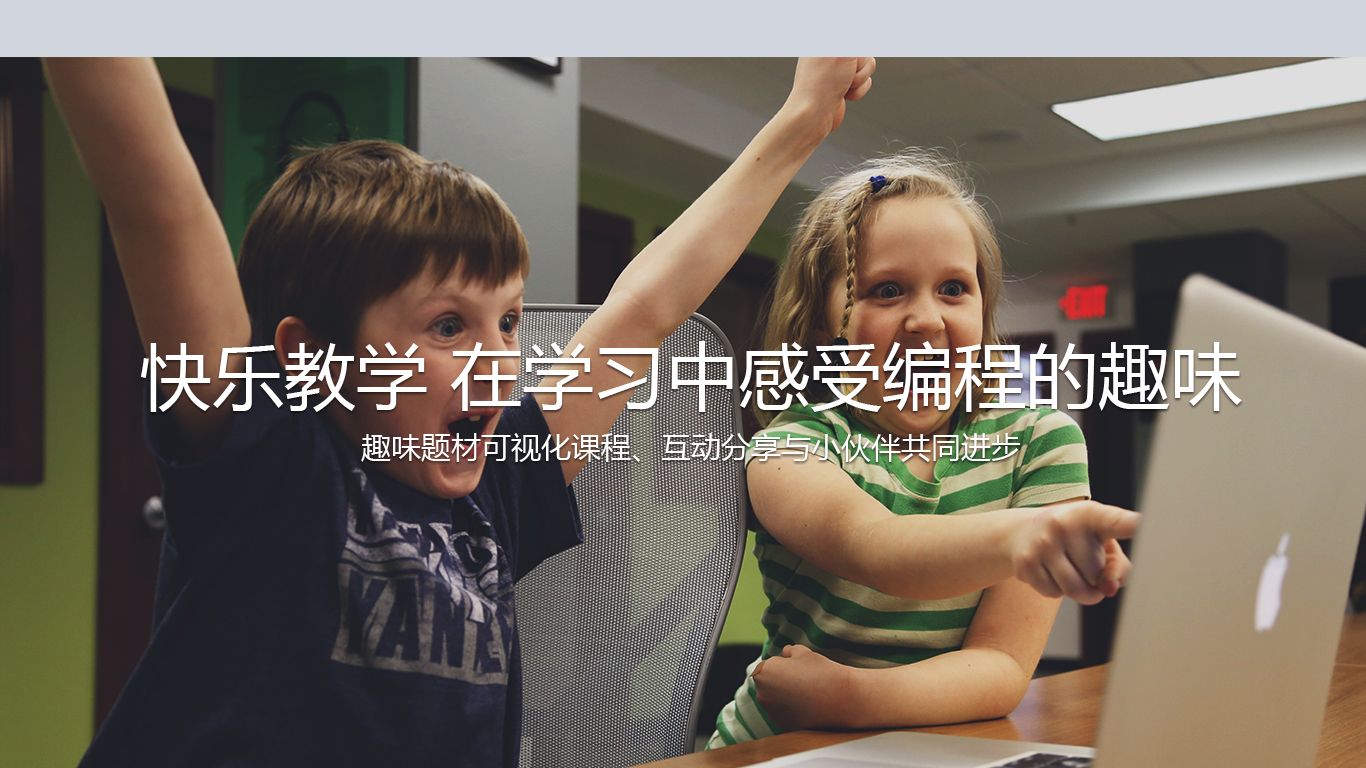 EXIT
快乐教学 在学习中感受编程的趣味
趣味题材可视化课程、互动分享与小伙伴共同进步